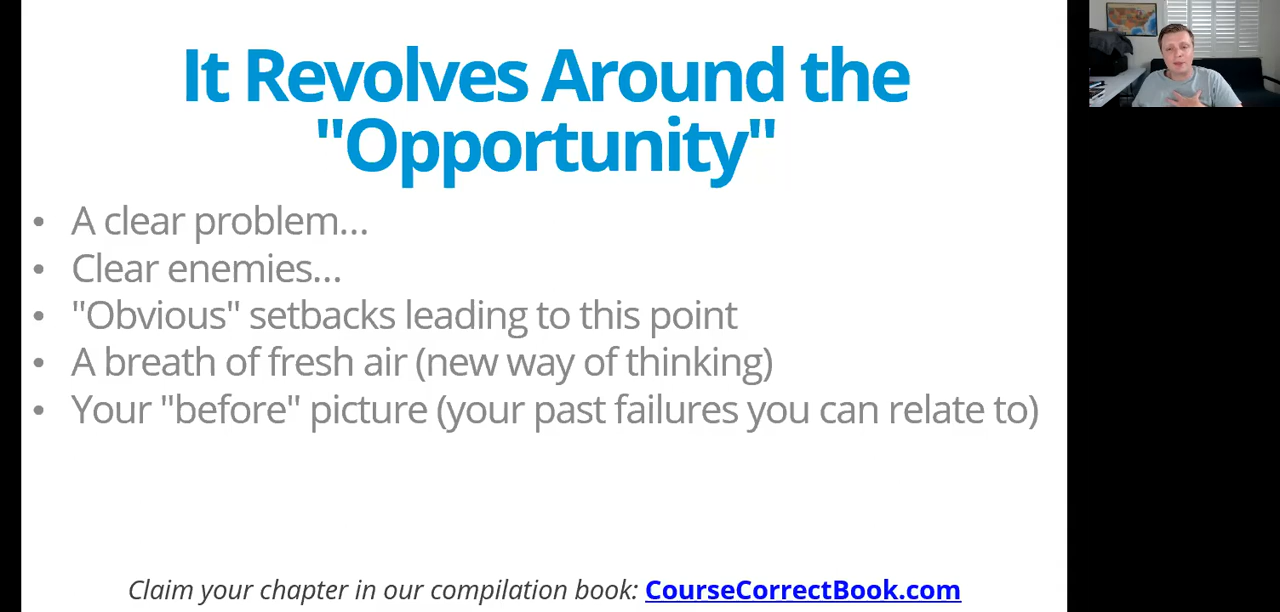 It Revolves Around the
"Opportunity"
• A clear problem...
• Clear enemies...
• "Obvious" setbacks leading to this point
• A breath of fresh air (new way of thinking)
• Your "before" picture (your past failures you can relate to)
Claim your chapter in our compilation book: CourseCorrectBook.com